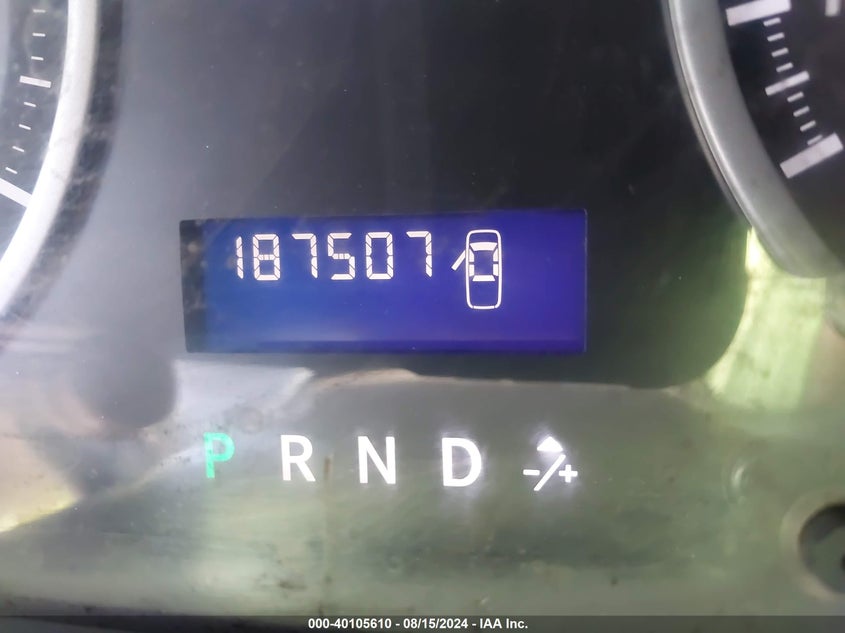 187507
P R N D -/+
000-40105610 - 08/15/2024 - IAA Inc.